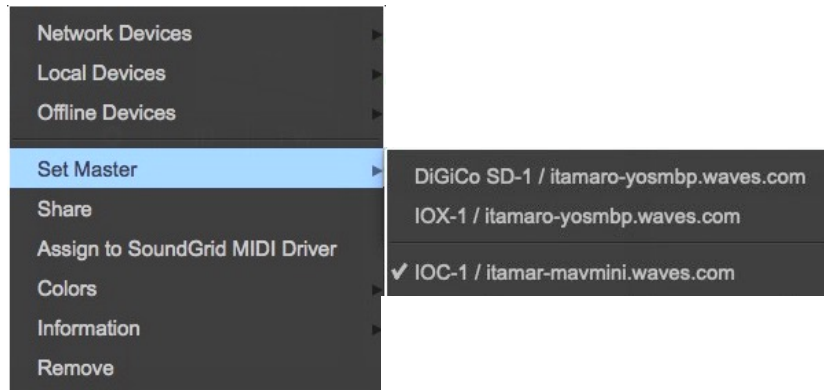 Network Devices
Local Devices
Offline Devices
Set Master
Share
Assign to SoundGrid MIDI Driver
Colors
Information
Remove
DiGiCo SD-1 / itamaro-yosmbp.waves.com
IOX-1 / itamaro-yosmbp.waves.com
✓ IOC-1 / itamar-mavmini.waves.com